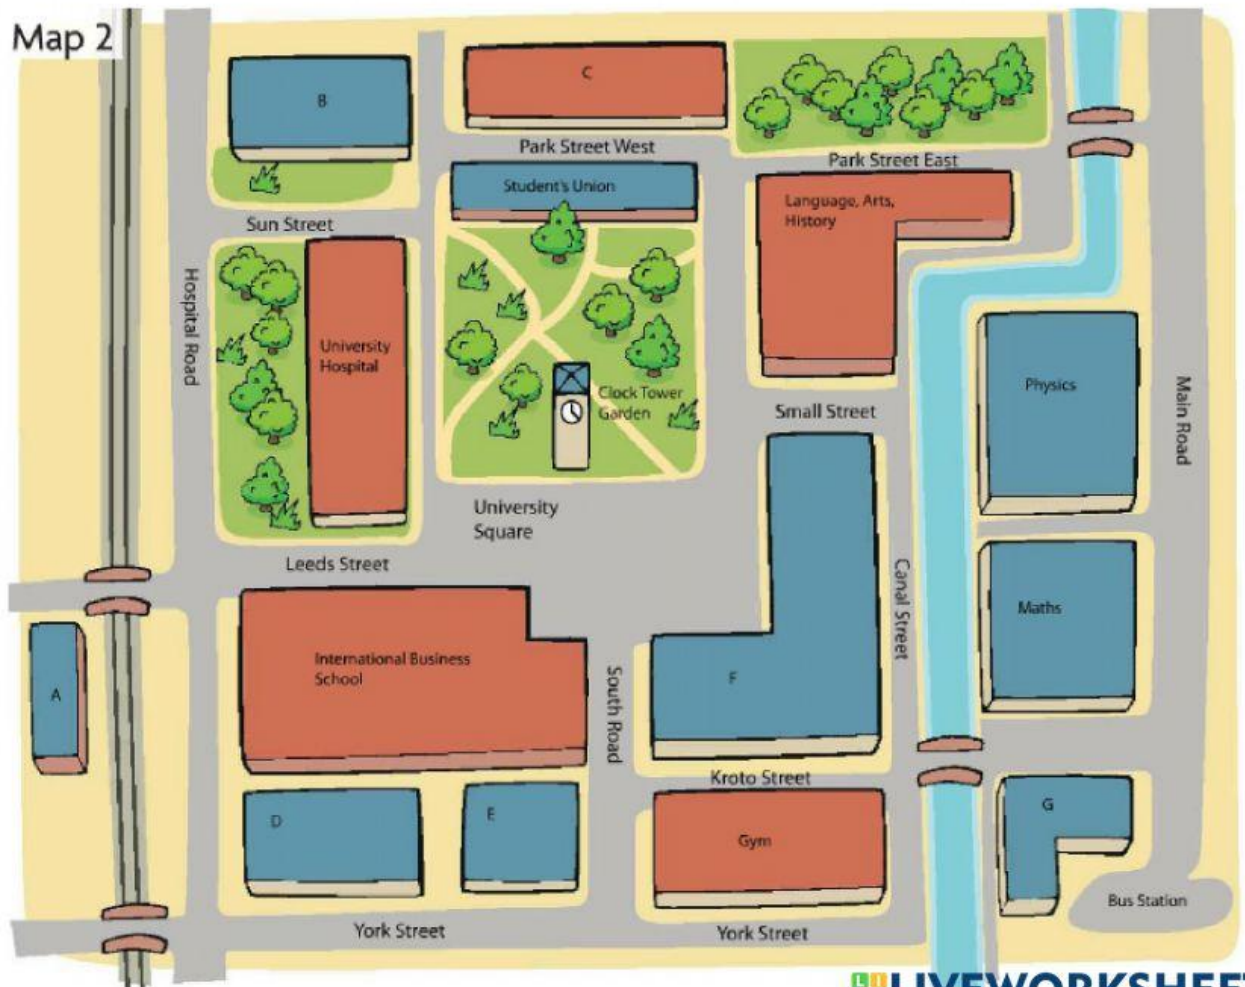 Map 2
B
C
Park Street West
Park Street East
Student's Union
Language, Arts,
History
Sun Street
Hospital Road
University
Hospital
Clock Tower
Garden
Small Street
Physics
Main Road
University
Square
Leeds Street
Canal Street
Maths
A
International Business
School
South Road
F
Kroto Street
D
E
Gym
G
Bus Station
York Street
York Street
LIVEWORKSHEET